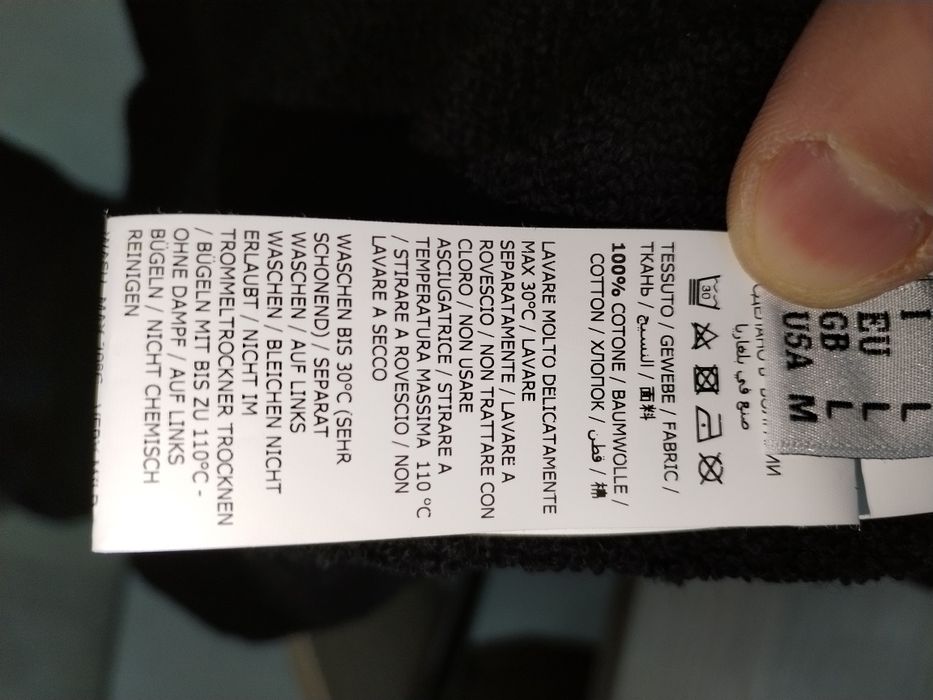 I L
EU L
GB L
USA M
صنع في بلغاريا
30
TESSUTO / GEWEBE / FABRIC /
ТКАНЬ / النسيج / 面料
100% COTONE / BAUMWOLLE /
COTTON / ХЛОПОК / قطن / 棉
LAVARE MOLTO DELICATAMENTE
MAX 30°C / LAVARE
SEPARATAMENTE / LAVARE A
ROVESCIO / NON TRATTARE CON
CLORO / NON USARE
ASCIUGATRICE / STIRARE A
TEMPERATURA MASSIMA 110 °C
/ STIRARE A ROVESCIO / NON
LAVARE A SECCO
WASCHEN BIS 30°C (SEHR
SCHONEND) / SEPARAT
WASCHEN / AUF LINKS
WASCHEN / BLEICHEN NICHT
ERLAUBT / NICHT IM
TROMMELTROCKNER TROCKNEN
/ BÜGELN MIT BIS ZU 110°C -
OHNE DAMPF / AUF LINKS
BÜGELN / NICHT CHEMISCH
REINIGEN